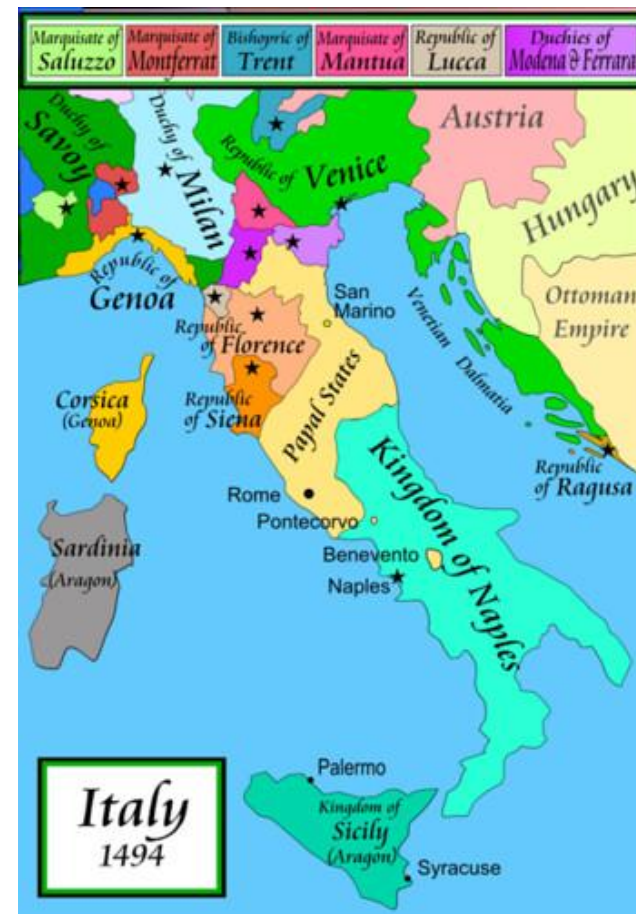 Marquisate of
Saluzzo
Marquisate of
Montferrat
Bishopric of
Trent
Marquisate of
Mantua
Republic of
Lucca
Duchies of
Modena & Ferrara
Duchy of
Savoy
Duchy of
Milan
Republic of
Venice
Austria
Hungary
Republic of
Genoa
San
Marino
Venetian
Dalmatia
Ottoman
Empire
Republic
of Florence
Republic
of Siena
Papal States
Corsica
(Genoa)
Republic
of Ragusa
Rome
Pontecorvo
Kingdom of Naples
Sardinia
(Aragon)
Benevento
Naples
Italy
1494
Palermo
Kingdom of
Sicily
(Aragon)
Syracuse